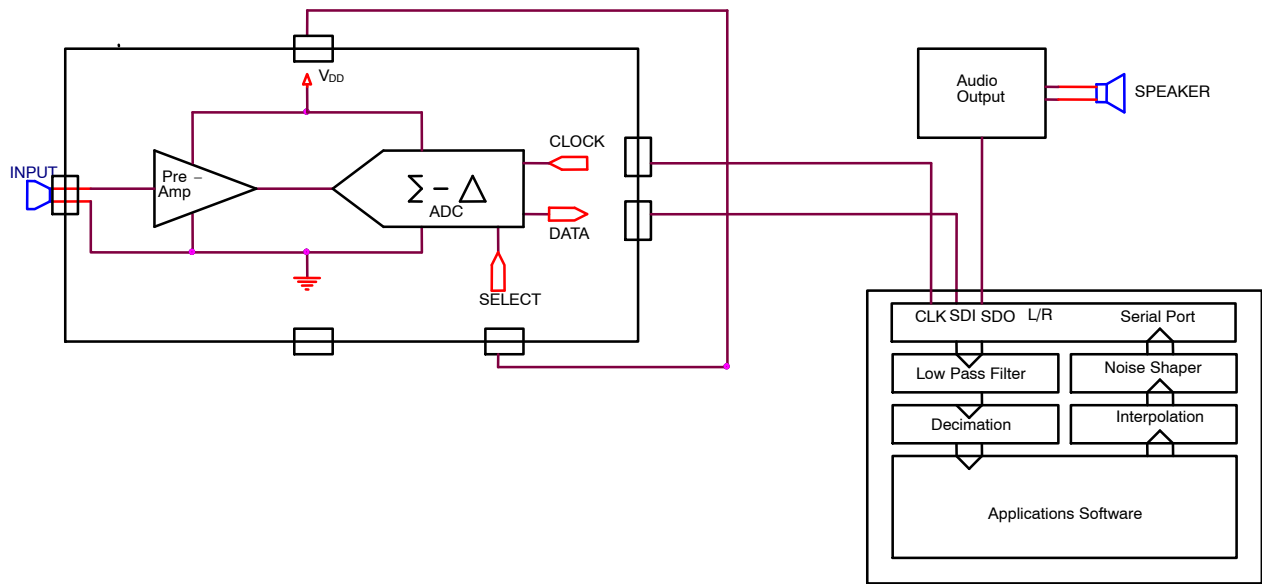 VDD
INPUT
Pre –
Amp
Σ – Δ
ADC
CLOCK
DATA
SELECT
Audio
Output
SPEAKER
CLK SDI SDO L/R Serial Port
Low Pass Filter
Noise Shaper
Decimation
Interpolation
Applications Software